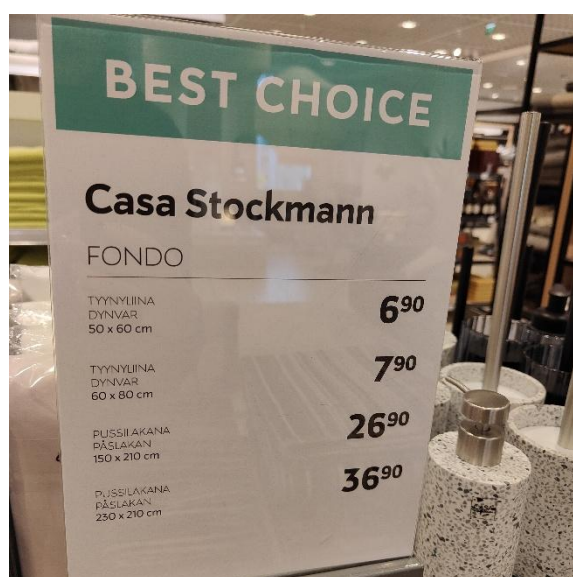 BEST CHOICE
Casa Stockmann
FONDO
TYYNYLIINA
DYNVAR
50 x 60 cm
6⁹⁰
TYYNYLIINA
DYNVAR
60 x 80 cm
7⁹⁰
PUSSILAKANA
PÅSLAKAN
150 x 210 cm
26⁹⁰
PUSSILAKANA
PÅSLAKAN
230 x 210 cm
36⁹⁰